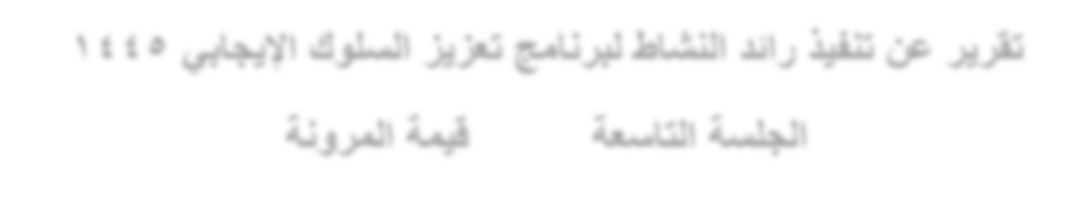 تقرير عن تنفيذ رائد النشاط لبرنامج تعزيز السلوك الإيجابي ١٤٤٥
الجلسة التاسعة قيمة المرونة